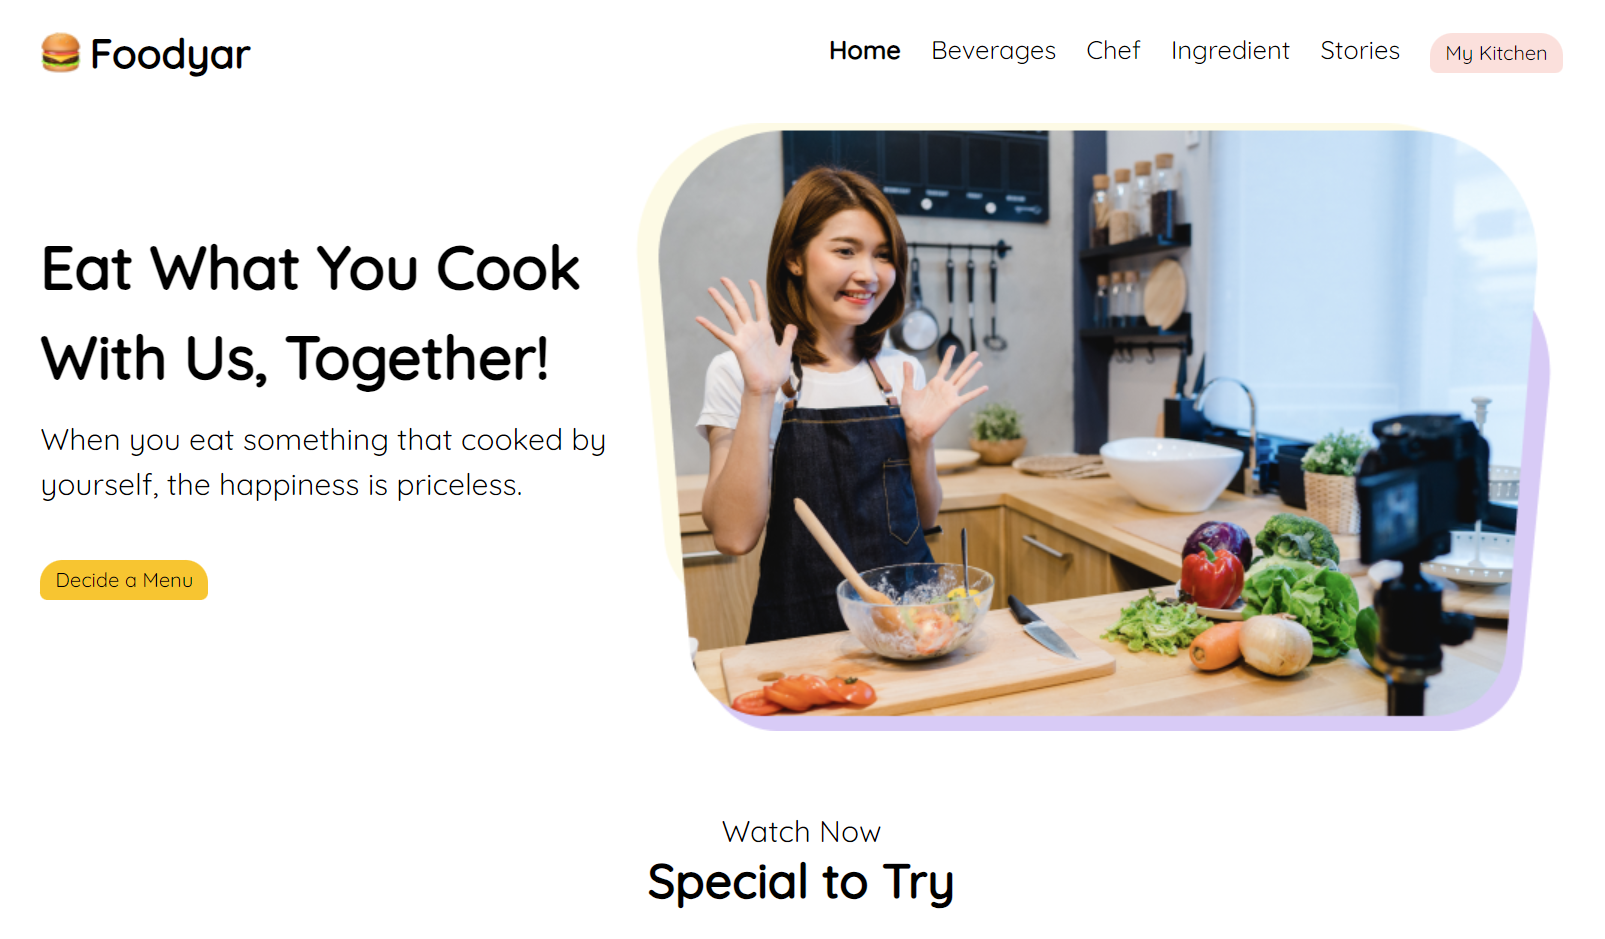 Foodyar
Home Beverages Chef Ingredient Stories My Kitchen
Eat What You Cook
With Us, Together!
When you eat something that cooked by
yourself, the happiness is priceless.
Decide a Menu
Watch Now
Special to Try